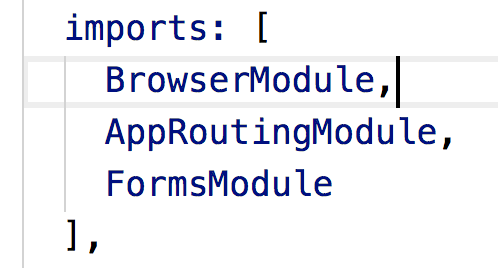 imports: [
BrowserModule,
AppRoutingModule,
FormsModule
],